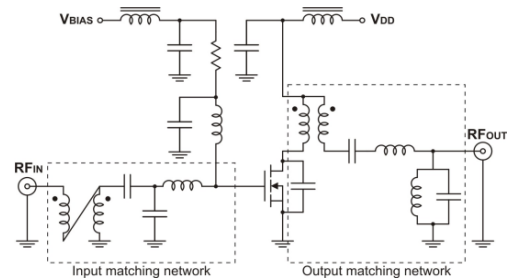 VBIAS
VDD
RFOUT
RFIN
Input matching network
Output matching network